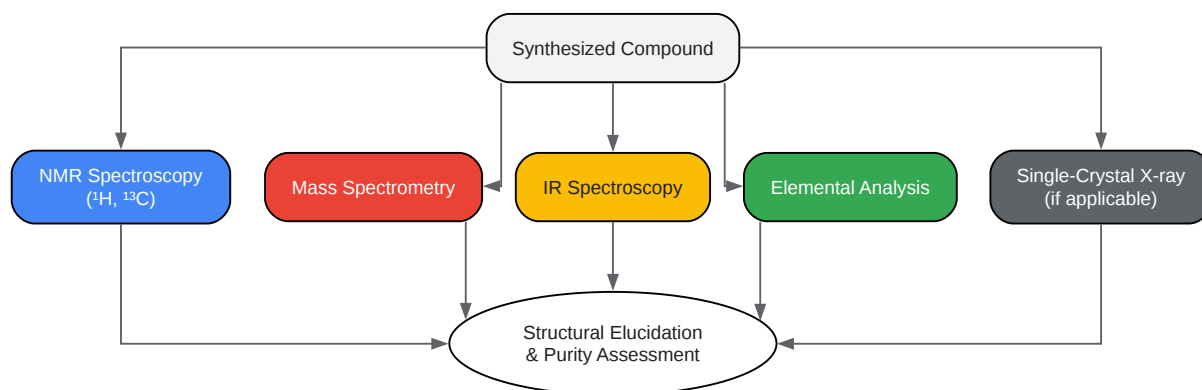 Synthesized Compound
NMR Spectroscopy
(¹H, ¹³C)
Mass Spectrometry
IR Spectroscopy
Elemental Analysis
Single-Crystal X-ray
(if applicable)
Structural Elucidation
& Purity Assessment